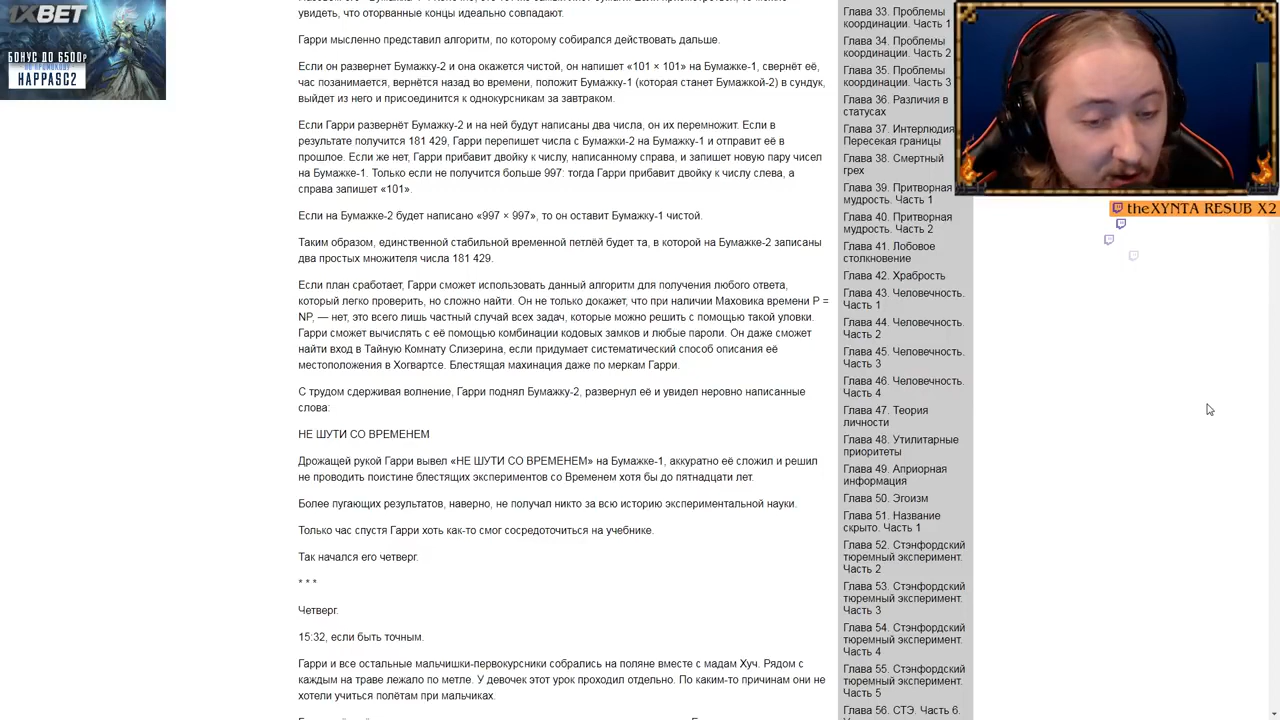 1XBET
БОНУС ДО 6500₽
HAPPASC2
увидеть, что оторванные концы идеально совпадают.
Гарри мысленно представил алгоритм, по которому собирался действовать дальше.
Если он развернет Бумажку-2 и она окажется чистой, он напишет «101 × 101» на Бумажке-1, свернёт её,
час позанимается, вернётся назад во времени, положит Бумажку-1 (которая станет Бумажкой-2) в сундук,
выйдет из него и присоединится к однокурсникам за завтраком.
Если Гарри развернёт Бумажку-2 и на ней будут написаны два числа, он их перемножит. Если в
результате получится 181 429, Гарри перепишет числа с Бумажки-2 на Бумажку-1 и отправит её в
прошлое. Если же нет, Гарри прибавит двойку к числу, написанному справа, и запишет новую пару чисел
на Бумажке-1. Только если не получится больше 997: тогда Гарри прибавит двойку к числу слева, а
справа запишет «101».
Если на Бумажке-2 будет написано «997 × 997», то он оставит Бумажку-1 чистой.
Таким образом, единственной стабильной временной петлёй будет та, в которой на Бумажке-2 записаны
два простых множителя числа 181 429.
Если план сработает, Гарри сможет использовать данный алгоритм для получения любого ответа,
который легко проверить, но сложно найти. Он не только докажет, что при наличии Маховика времени P =
NP, — нет, это всего лишь частный случай всех задач, которые можно решить с помощью такой уловки.
Гарри сможет вычислять с её помощью комбинации кодовых замков и любые пароли. Он даже сможет
найти вход в Тайную Комнату Слизерина, если придумает систематический способ описания её
местоположения в Хогвартсе. Блестящая махинация даже по меркам Гарри.
С трудом сдерживая волнение, Гарри поднял Бумажку-2, развернул её и увидел неровно написанные
слова:
НЕ ШУТИ СО ВРЕМЕНЕМ
Дрожащей рукой Гарри вывел «НЕ ШУТИ СО ВРЕМЕНЕМ» на Бумажке-1, аккуратно её сложил и решил
не проводить поистине блестящих экспериментов со Временем хотя бы до пятнадцати лет.
Более пугающих результатов, наверно, не получал никто за всю историю экспериментальной науки.
Только час спустя Гарри хоть как-то смог сосредоточиться на учебнике.
Так начался его четверг.
* * *
Четверг.
15:32, если быть точным.
Гарри и все остальные мальчишки-первокурсники собрались на поляне вместе с мадам Хуч. Рядом с
каждым на траве лежало по метле. У девочек этот урок проходил отдельно. По каким-то причинам они не
хотели учиться полётам при мальчиках.
Глава 33. Проблемы
координации. Часть 1
Глава 34. Проблемы
координации. Часть 2
Глава 35. Проблемы
координации. Часть 3
Глава 36. Различия в
статусах
Глава 37. Интерлюдия
Пересекая границы
Глава 38. Смертный
грех
Глава 39. Притворная
мудрость. Часть 1
Глава 40. Притворная
мудрость. Часть 2
Глава 41. Лобовое
столкновение
Глава 42. Храбрость
Глава 43. Человечность.
Часть 1
Глава 44. Человечность.
Часть 2
Глава 45. Человечность.
Часть 3
Глава 46. Человечность.
Часть 4
Глава 47. Теория
личности
Глава 48. Утилитарные
приоритеты
Глава 49. Априорная
информация
Глава 50. Эгоизм
Глава 51. Название
скрыто. Часть 1
Глава 52. Стэнфордский
тюремный эксперимент.
Часть 2
Глава 53. Стэнфордский
тюремный эксперимент.
Часть 3
Глава 54. Стэнфордский
тюремный эксперимент.
Часть 4
Глава 55. Стэнфордский
тюремный эксперимент.
Часть 5
Глава 56. СТЭ. Часть 6.
theXYNTA RESUB X2